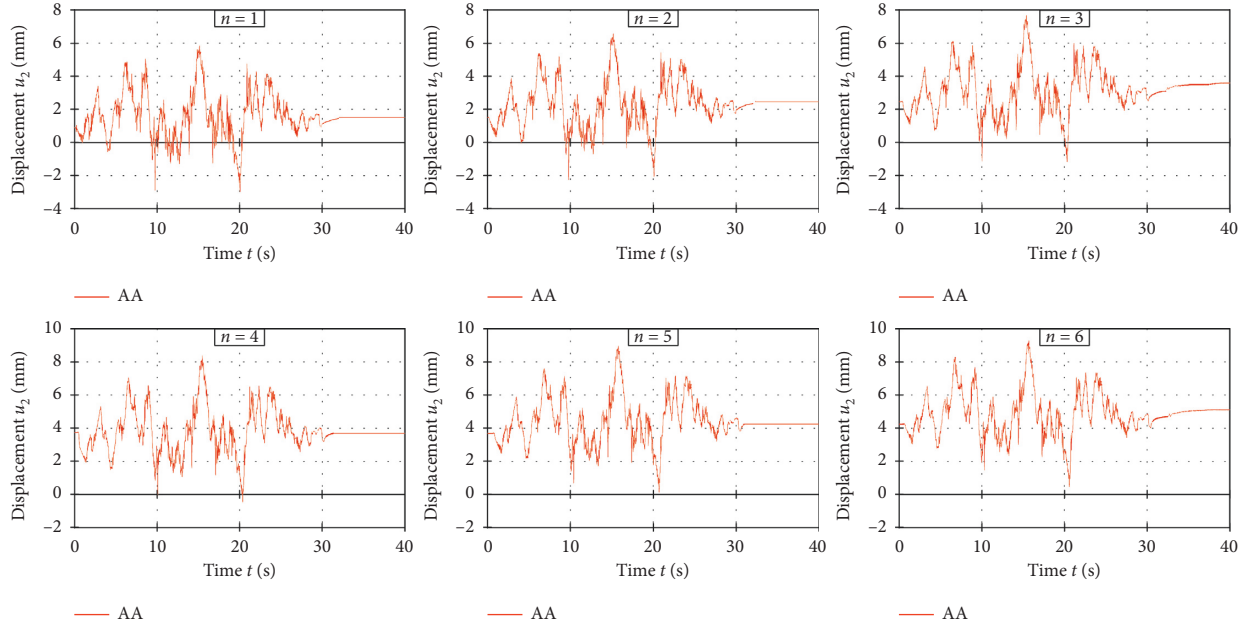 n = 1
Displacement u2 (mm)
8
6
4
2
0
–2
–4
0 10 20 30 40
Time t (s)
AA
n = 2
Displacement u2 (mm)
8
6
4
2
0
–2
–4
0 10 20 30 40
Time t (s)
AA
n = 3
Displacement u2 (mm)
8
6
4
2
0
–2
–4
0 10 20 30 40
Time t (s)
AA
n = 4
Displacement u2 (mm)
10
8
6
4
2
0
–2
0 10 20 30 40
Time t (s)
AA
n = 5
Displacement u2 (mm)
10
8
6
4
2
0
–2
0 10 20 30 40
Time t (s)
AA
n = 6
Displacement u2 (mm)
10
8
6
4
2
0
–2
0 10 20 30 40
Time t (s)
AA